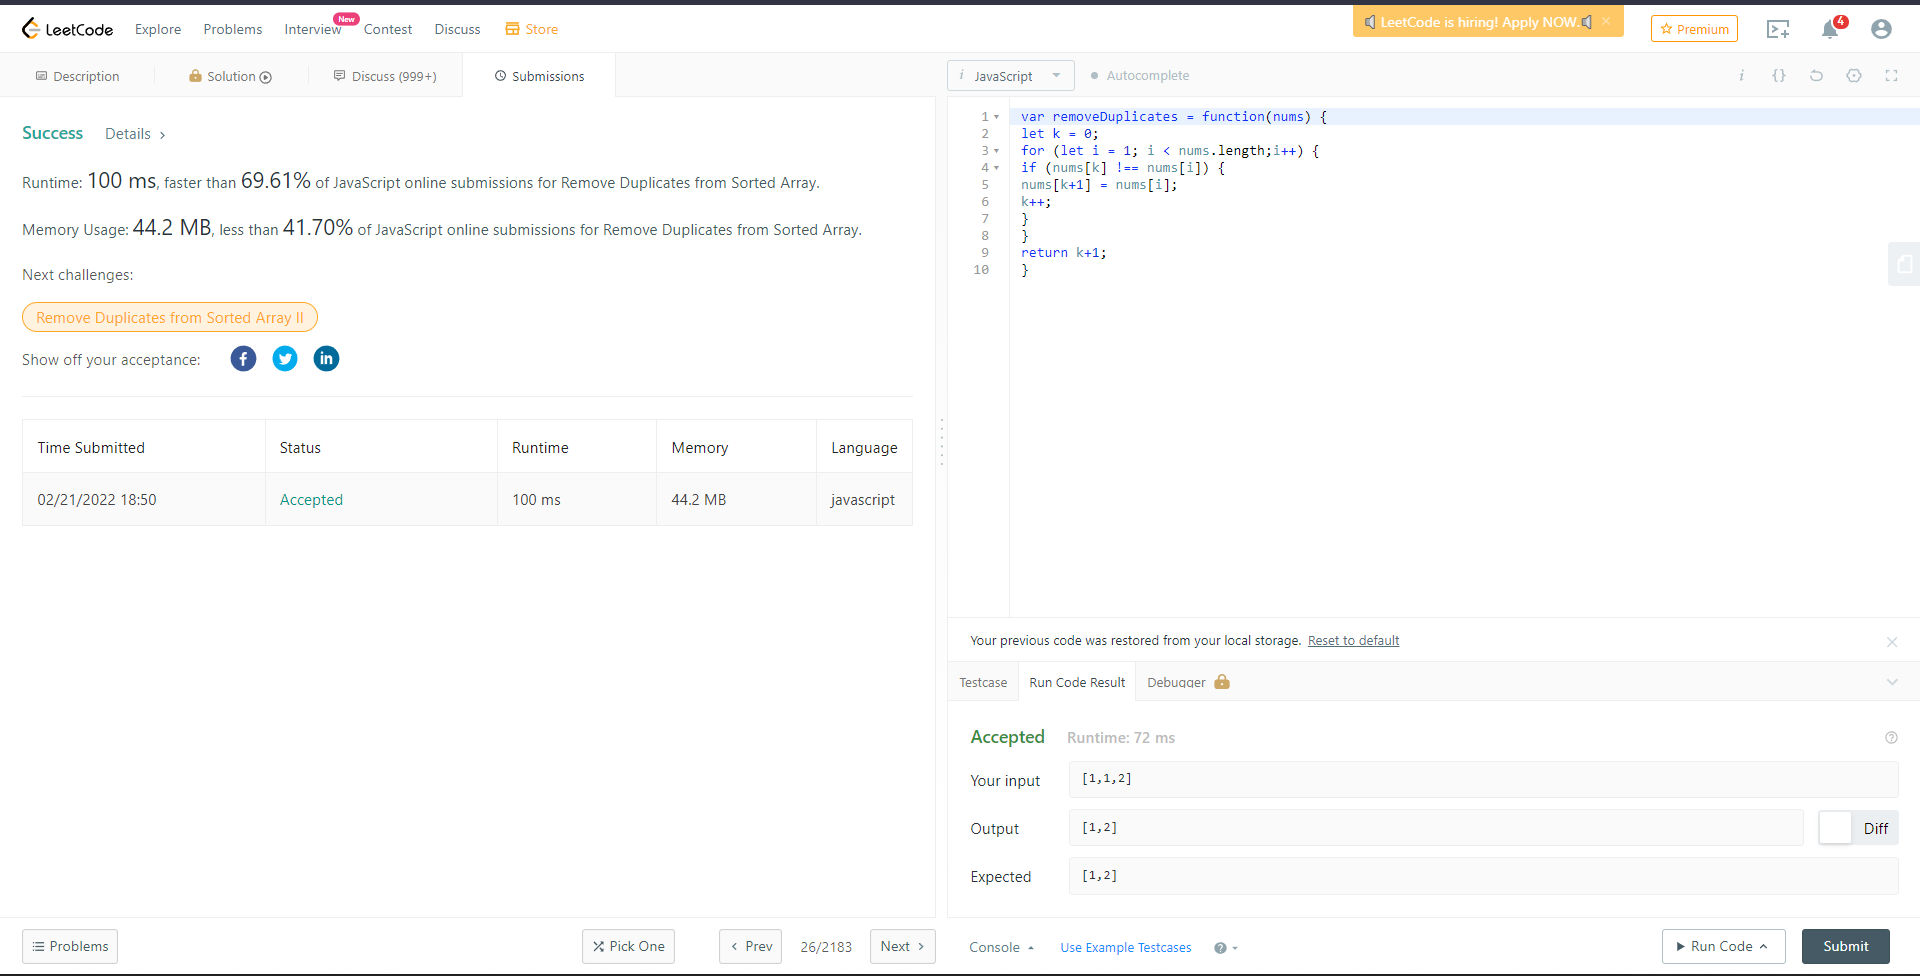 LeetCode
Explore
Problems
Interview
New
Contest
Discuss
Store
LeetCode is hiring! Apply NOW.
Premium
4
Description
Solution
Discuss (999+)
Submissions
i JavaScript
Autocomplete
i {}
Success Details >
Runtime: 100 ms, faster than 69.61% of JavaScript online submissions for Remove Duplicates from Sorted Array.
Memory Usage: 44.2 MB, less than 41.70% of JavaScript online submissions for Remove Duplicates from Sorted Array.
Next challenges:
Remove Duplicates from Sorted Array II
Show off your acceptance:
Time Submitted Status Runtime Memory Language
02/21/2022 18:50 Accepted 100 ms 44.2 MB javascript
1 var removeDuplicates = function(nums) {
2 let k = 0;
3 for (let i = 1; i < nums.length;i++) {
4 if (nums[k] !== nums[i]) {
5 nums[k+1] = nums[i];
6 k++;
7 }
8 }
9 return k+1;
10 }
Your previous code was restored from your local storage. Reset to default
Testcase
Run Code Result
Debugger
Accepted Runtime: 72 ms
Your input [1,1,2]
Output [1,2] Diff
Expected [1,2]
Problems
Pick One
< Prev
26/2183
Next >
Console
Use Example Testcases
?
Run Code
Submit